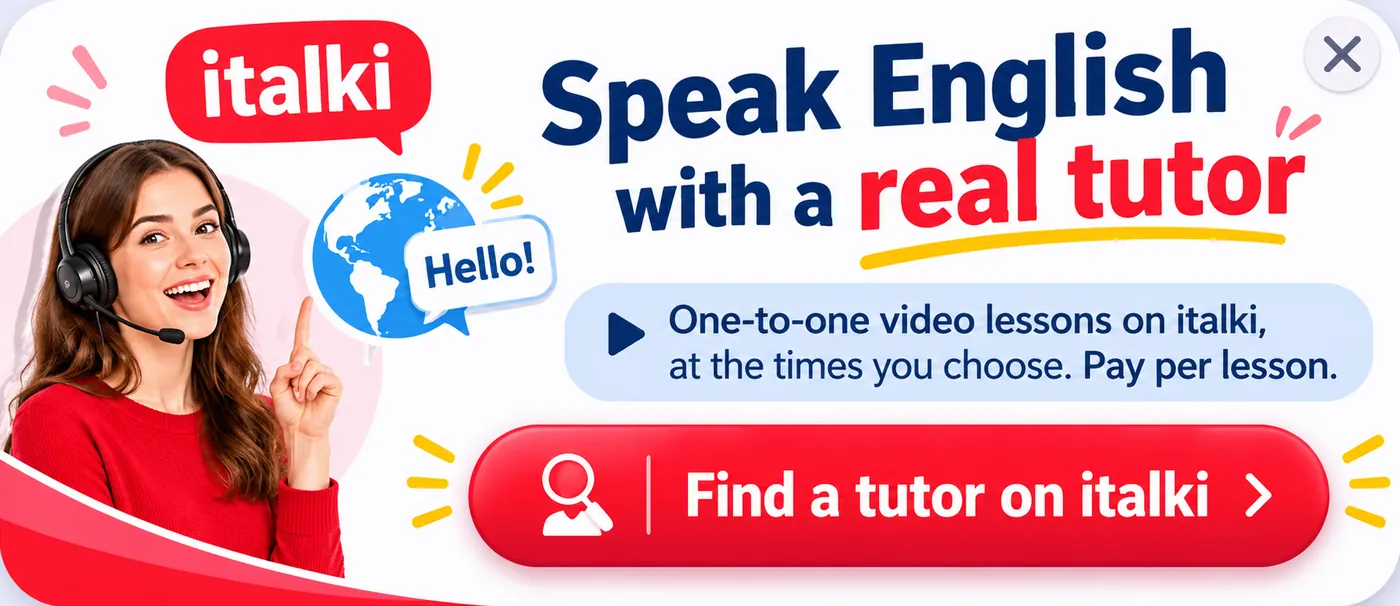 italki
Speak English
with a real tutor
Hello!
One-to-one video lessons on italki,
at the times you choose. Pay per lesson.
Find a tutor on italki